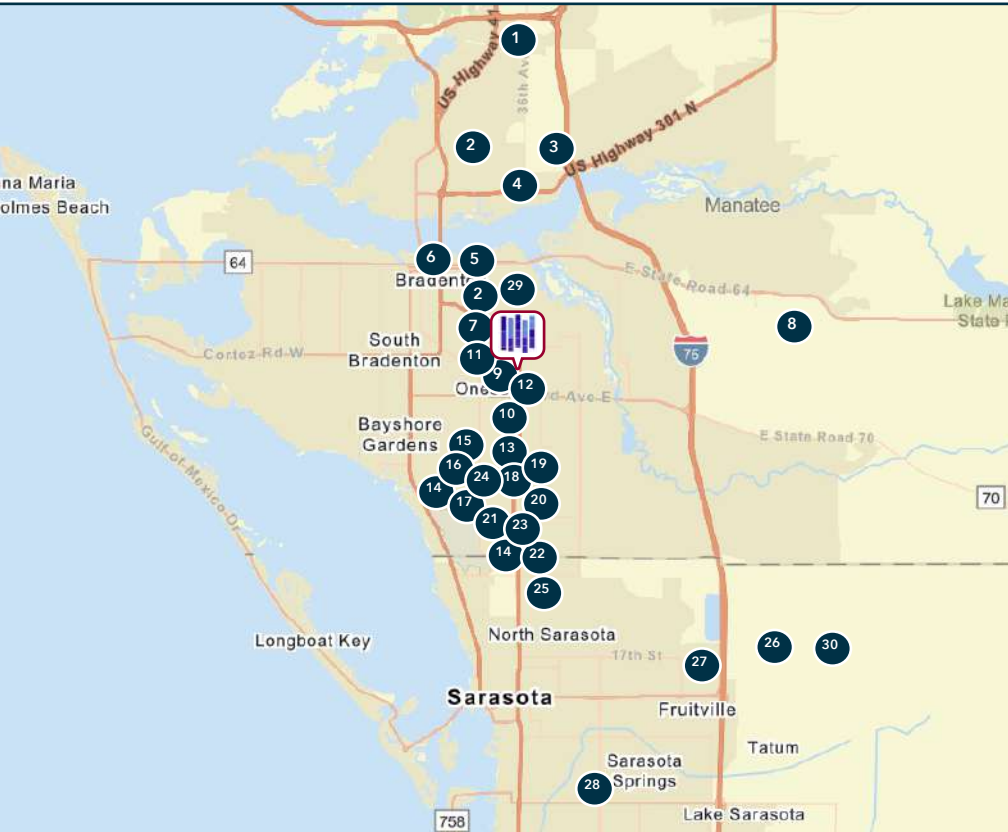 1
US Highway 41
36th Av
2
3
US Highway 301 N
4
na Maria
olmes Beach
Manatee
6
5
64
Bradent
E State Road 64
2
29
Lake Ma
State
8
7
South
Bradenton
Cortez Rd W
75
11
9
12
One
d Ave E
10
Bayshore
Gardens
15
13
E State Road 70
16
24
18
19
14
17
20
70
Gulf-of-Mexico-Dr
21
23
14
22
25
Longboat Key
North Sarasota
17th St
26
30
27
Sarasota
Fruitville
Tatum
Sarasota
Springs
28
758
Lake Sarasota